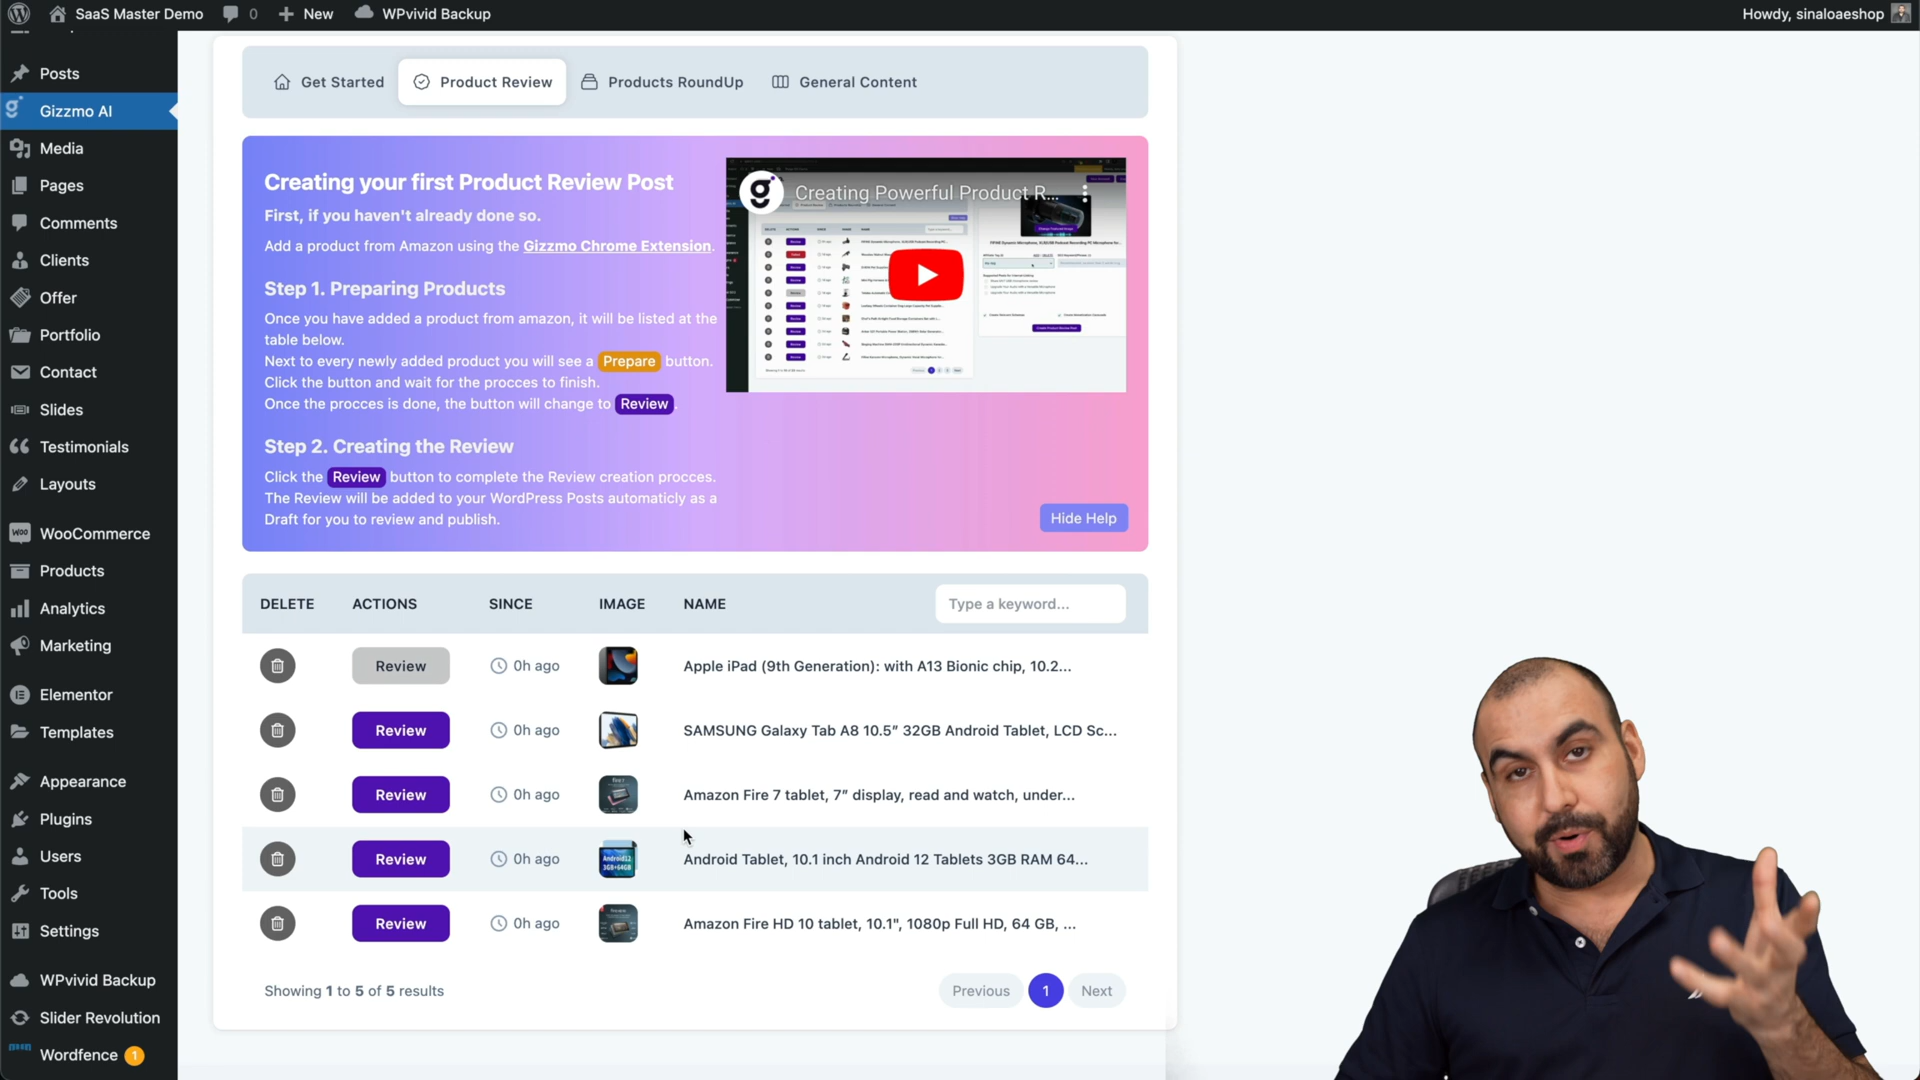 SaaS Master Demo 0 New WPvivid Backup
Howdy, sinaloaeshop
Posts
Gizzmo AI
Media
Pages
Comments
Clients
Offer
Portfolio
Contact
Slides
Testimonials
Layouts
WooCommerce
Products
Analytics
Marketing
Elementor
Templates
Appearance
Plugins
Users
Tools
Settings
WPvivid Backup
Slider Revolution
Wordfence 1
Get Started Product Review Products RoundUp General Content
Creating your first Product Review Post
First, if you haven't already done so.
Add a product from Amazon using the Gizzmo Chrome Extension.
Step 1. Preparing Products
Once you have added a product from amazon, it will be listed at the
table below.
Next to every newly added product you will see a Prepare button.
Click the button and wait for the procces to finish.
Once the procces is done, the button will change to Review.
Step 2. Creating the Review
Click the Review button to complete the Review creation procces.
The Review will be added to your WordPress Posts automaticly as a
Draft for you to review and publish.
Creating Powerful Product R...
Hide Help
DELETE ACTIONS SINCE IMAGE NAME Type a keyword...
Review 0h ago Apple iPad (9th Generation): with A13 Bionic chip, 10.2...
Review 0h ago SAMSUNG Galaxy Tab A8 10.5” 32GB Android Tablet, LCD Sc...
Review 0h ago Amazon Fire 7 tablet, 7” display, read and watch, under...
Review 0h ago Android12 3GB+64GB Android Tablet, 10.1 inch Android 12 Tablets 3GB RAM 64...
Review 0h ago Amazon Fire HD 10 tablet, 10.1", 1080p Full HD, 64 GB, ...
Showing 1 to 5 of 5 results
Previous 1 Next